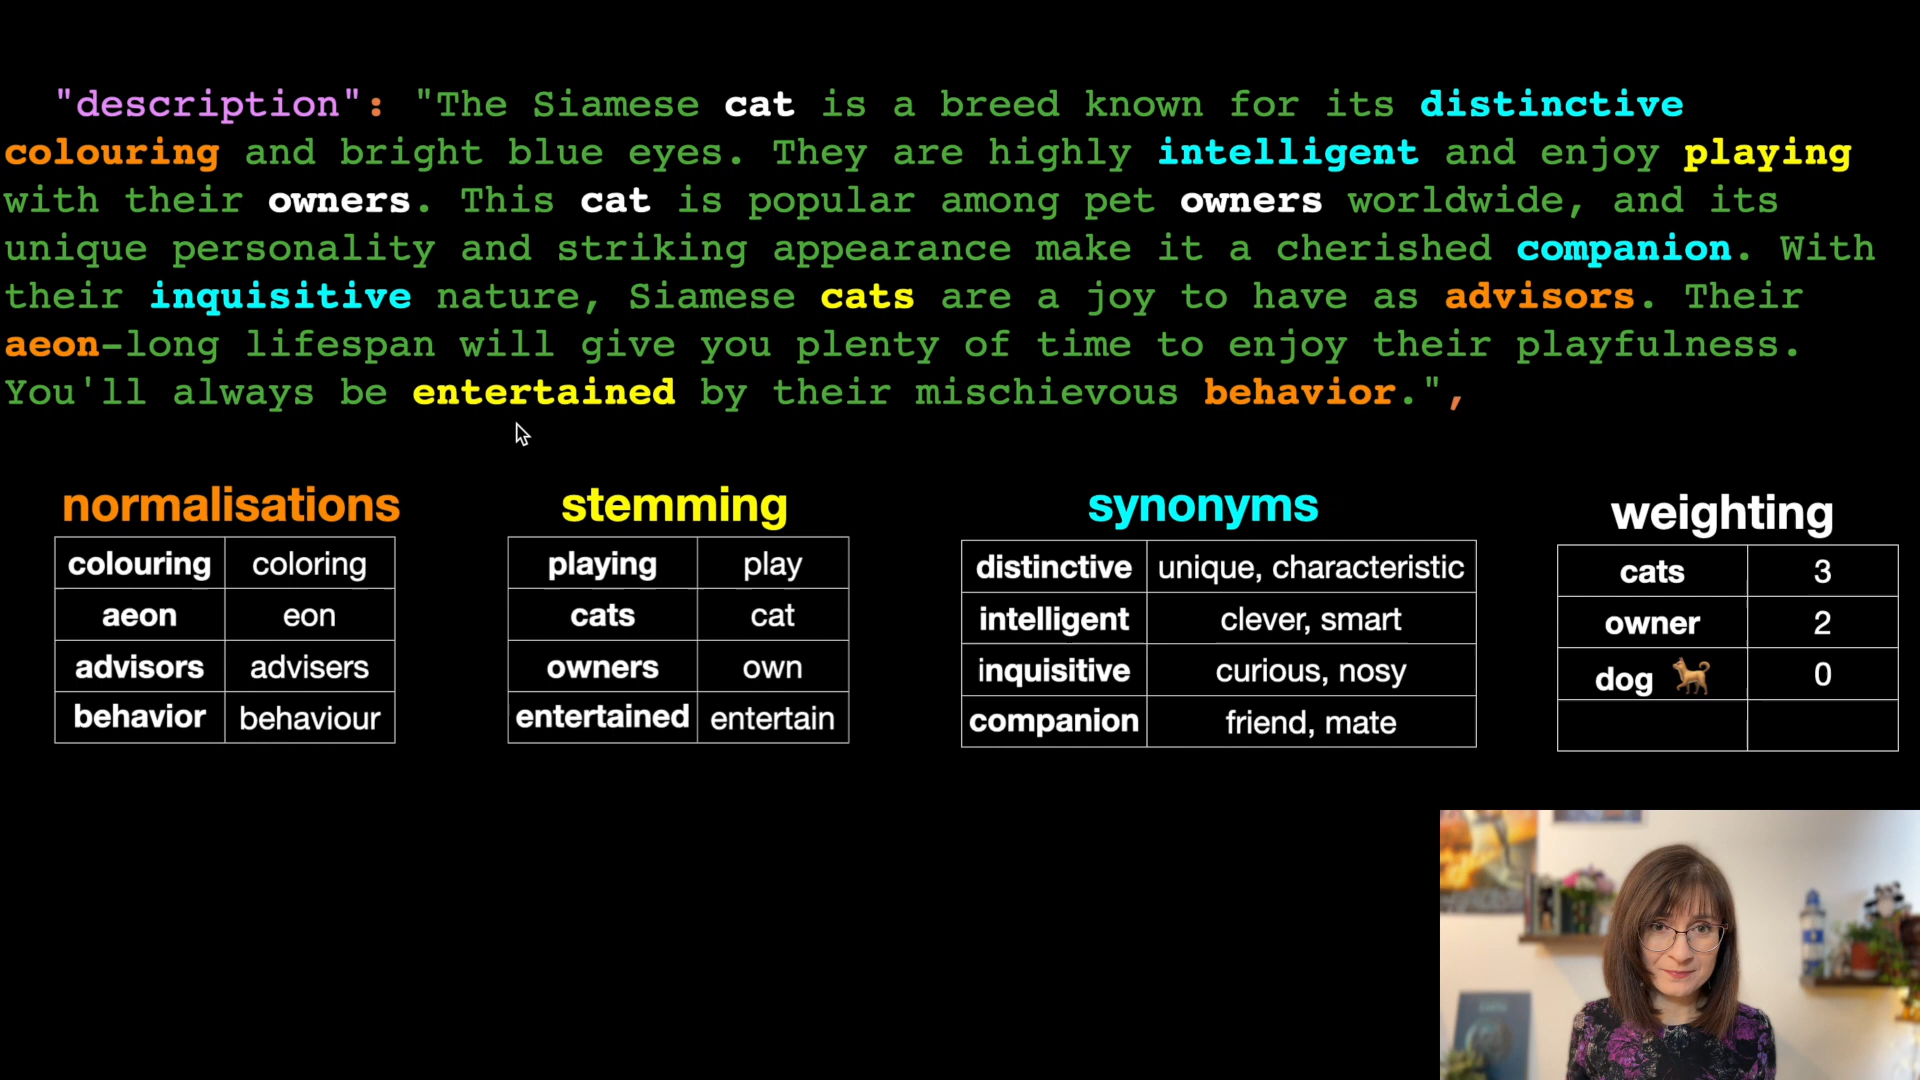 "description": "The Siamese cat is a breed known for its distinctive
colouring and bright blue eyes. They are highly intelligent and enjoy playing
with their owners. This cat is popular among pet owners worldwide, and its
unique personality and striking appearance make it a cherished companion. With
their inquisitive nature, Siamese cats are a joy to have as advisors. Their
aeon-long lifespan will give you plenty of time to enjoy their playfulness.
You'll always be entertained by their mischievous behavior.",
normalisations
colouring coloring
aeon eon
advisors advisers
behavior behaviour
stemming
playing play
cats cat
owners own
entertained entertain
synonyms
distinctive unique, characteristic
intelligent clever, smart
inquisitive curious, nosy
companion friend, mate
weighting
cats 3
owner 2
dog 🐕 0